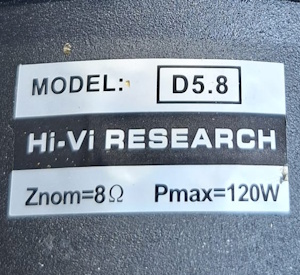 MODEL: D5.8
Hi-Vi RESEARCH
Znom=8Ω Pmax=120W